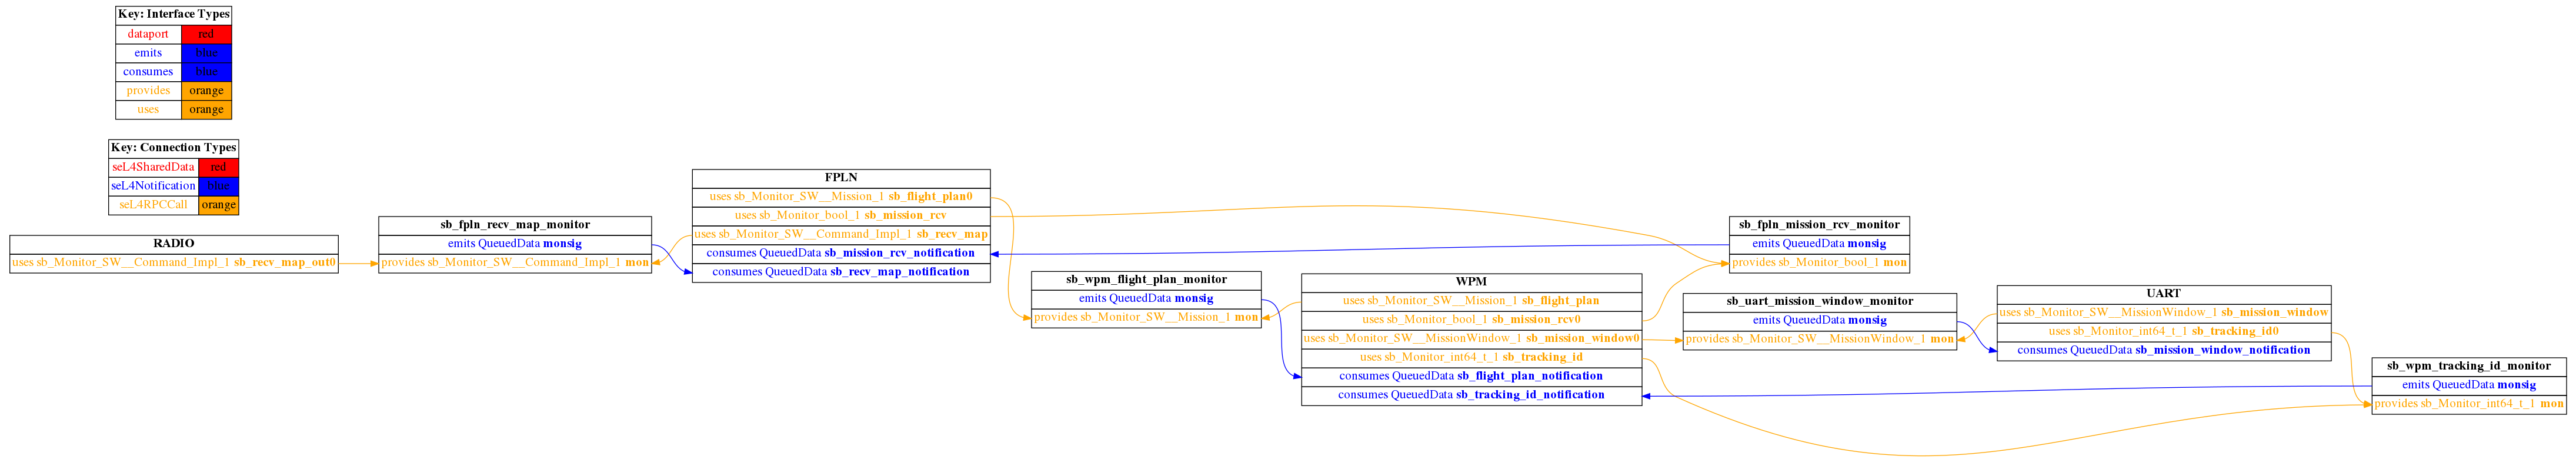 Key: Interface Types
dataport red
emits blue
consumes blue
provides orange
uses orange
Key: Connection Types
seL4SharedData red
seL4Notification blue
seL4RPCCall orange
RADIO
uses sb_Monitor_SW__Command_Impl_1 sb_recv_map_out0
sb_fpln_recv_map_monitor
emits QueuedData monsig
provides sb_Monitor_SW__Command_Impl_1 mon
FPLN
uses sb_Monitor_SW__Mission_1 sb_flight_plan0
uses sb_Monitor_bool_1 sb_mission_rcv
uses sb_Monitor_SW__Command_Impl_1 sb_recv_map
consumes QueuedData sb_mission_rcv_notification
consumes QueuedData sb_recv_map_notification
sb_wpm_flight_plan_monitor
emits QueuedData monsig
provides sb_Monitor_SW__Mission_1 mon
WPM
uses sb_Monitor_SW__Mission_1 sb_flight_plan
uses sb_Monitor_bool_1 sb_mission_rcv0
uses sb_Monitor_SW__MissionWindow_1 sb_mission_window0
uses sb_Monitor_int64_t_1 sb_tracking_id
consumes QueuedData sb_flight_plan_notification
consumes QueuedData sb_tracking_id_notification
sb_fpln_mission_rcv_monitor
emits QueuedData monsig
provides sb_Monitor_bool_1 mon
sb_uart_mission_window_monitor
emits QueuedData monsig
provides sb_Monitor_SW__MissionWindow_1 mon
UART
uses sb_Monitor_SW__MissionWindow_1 sb_mission_window
uses sb_Monitor_int64_t_1 sb_tracking_id0
consumes QueuedData sb_mission_window_notification
sb_wpm_tracking_id_monitor
emits QueuedData monsig
provides sb_Monitor_int64_t_1 mon